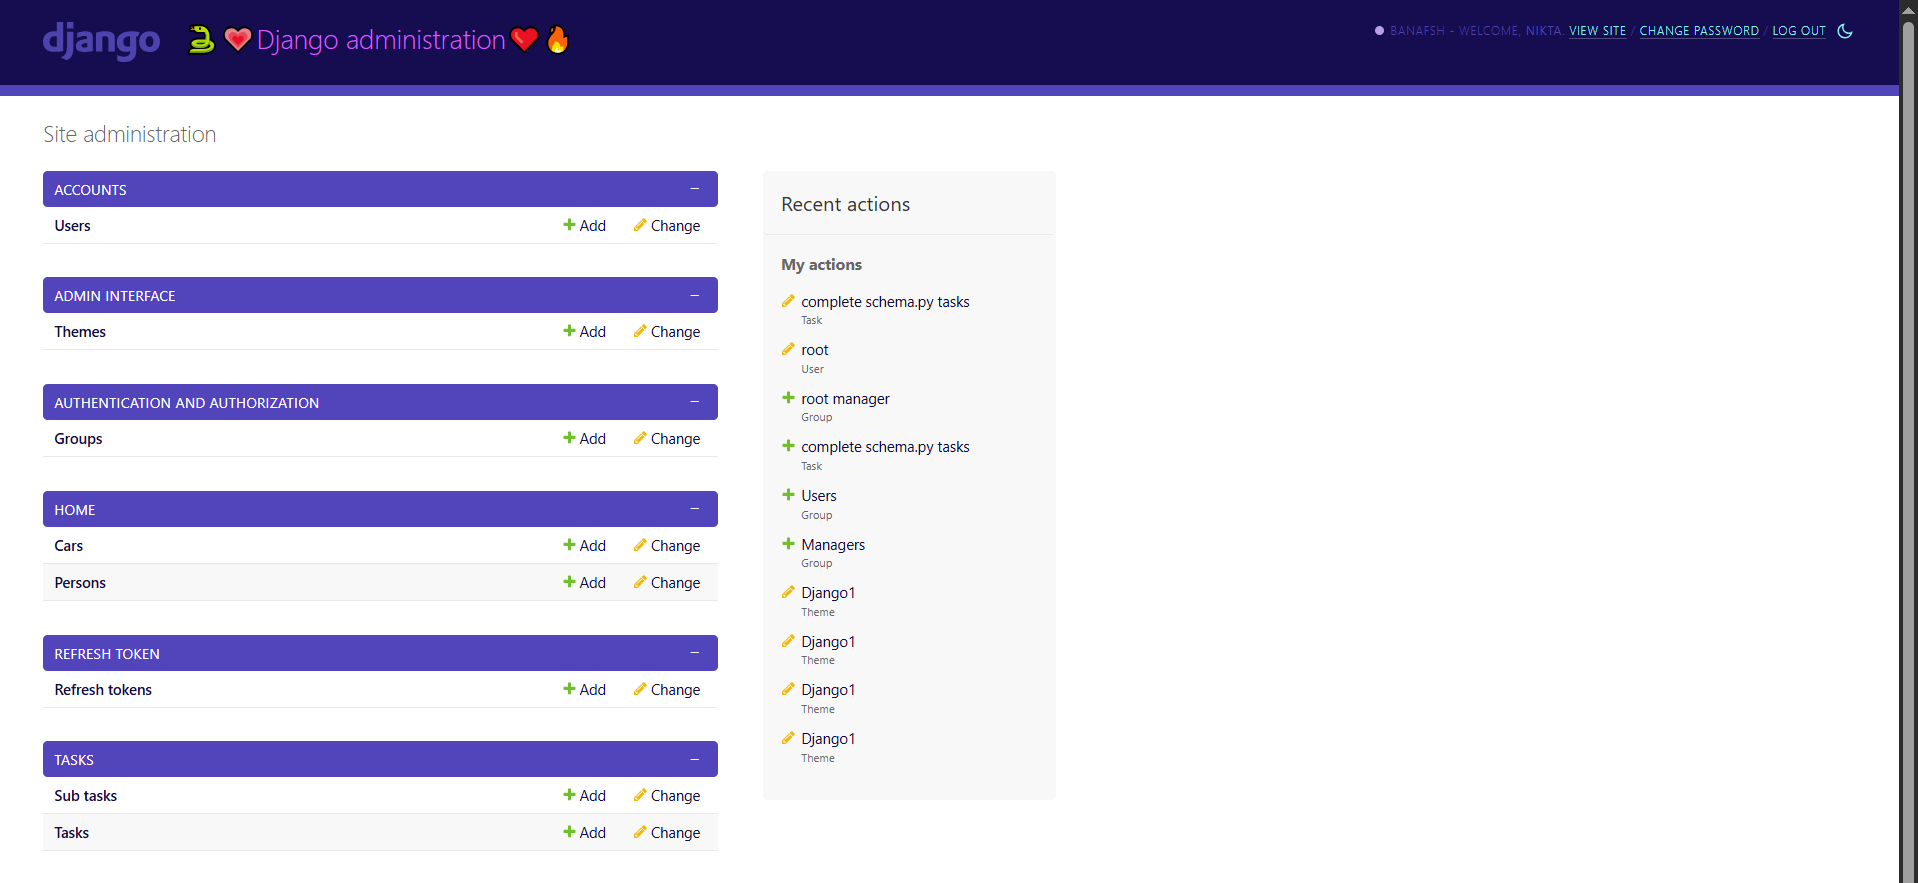 django 🐍 💗Django administration❤️🔥
BANAFSH - WELCOME, NIKTA. VIEW SITE / CHANGE PASSWORD / LOG OUT
Site administration
ACCOUNTS –
Users Add Change
ADMIN INTERFACE –
Themes Add Change
AUTHENTICATION AND AUTHORIZATION –
Groups Add Change
HOME –
Cars Add Change
Persons Add Change
REFRESH TOKEN –
Refresh tokens Add Change
TASKS –
Sub tasks Add Change
Tasks Add Change
Recent actions
My actions
complete schema.py tasks
Task
root
User
root manager
Group
complete schema.py tasks
Task
Users
Group
Managers
Group
Django1
Theme
Django1
Theme
Django1
Theme
Django1
Theme